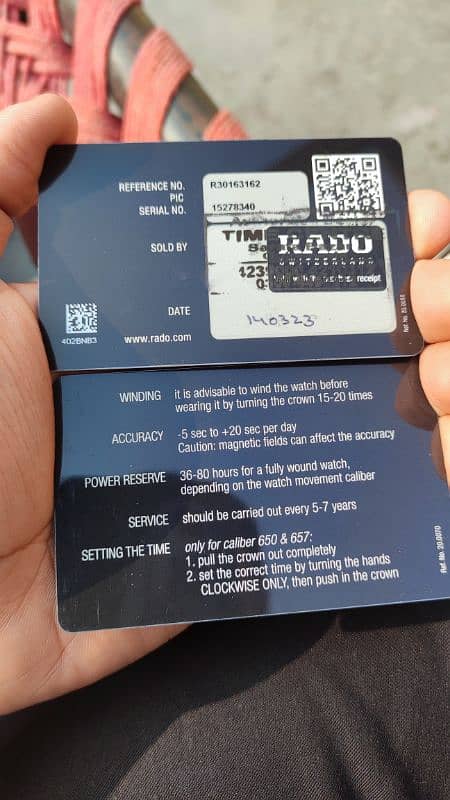 REFERENCE NO. R30163162
PIC
SERIAL NO. 15278340
SOLD BY
TIM
RADO
SWITZERLAND
receipt
DATE 140323
402BNB3
www.rado.com
WINDING it is advisable to wind the watch before
wearing it by turning the crown 15-20 times
ACCURACY -5 sec to +20 sec per day
Caution: magnetic fields can affect the accuracy
POWER RESERVE 36-80 hours for a fully wound watch,
depending on the watch movement caliber
SERVICE should be carried out every 5-7 years
SETTING THE TIME only for caliber 650 & 657:
1. pull the crown out completely
2. set the correct time by turning the hands
CLOCKWISE ONLY, then push in the crown
Ref. No. 20.0070